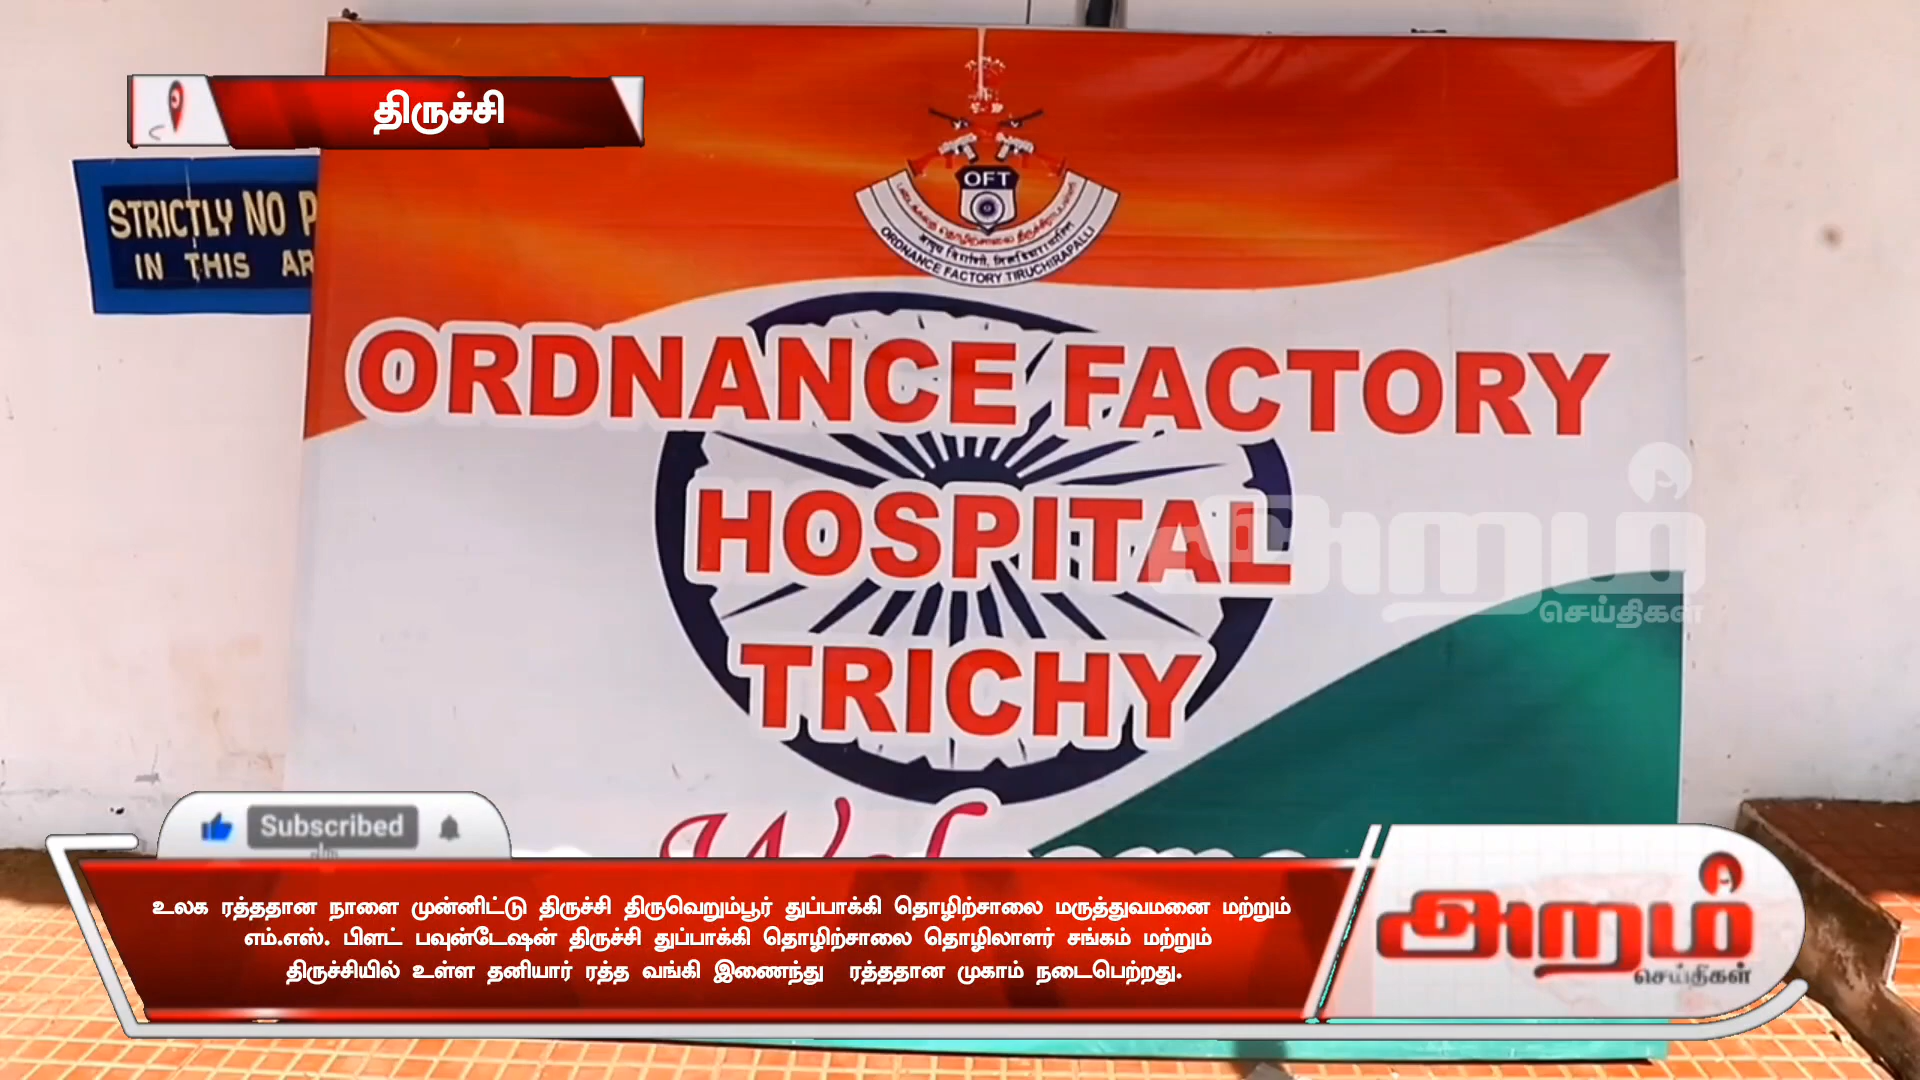 திருச்சி
STRICTLY NO P
IN THIS AR
OFT
ORDNANCE FACTORY TIRUCHIRAPALLI
ORDNANCE FACTORY
HOSPITAL
TRICHY
அறம்
செய்திகள்
Subscribed
உலக ரத்ததான நாளை முன்னிட்டு திருச்சி திருவெறும்பூர் துப்பாக்கி தொழிற்சாலை மருத்துவமனை மற்றும்
எம்.எஸ். பிளட் பவுன்டேஷன் திருச்சி துப்பாக்கி தொழிற்சாலை தொழிலாளர் சங்கம் மற்றும்
திருச்சியில் உள்ள தனியார் ரத்த வங்கி இணைந்து ரத்ததான முகாம் நடைபெற்றது.
அறம்
செய்திகள்